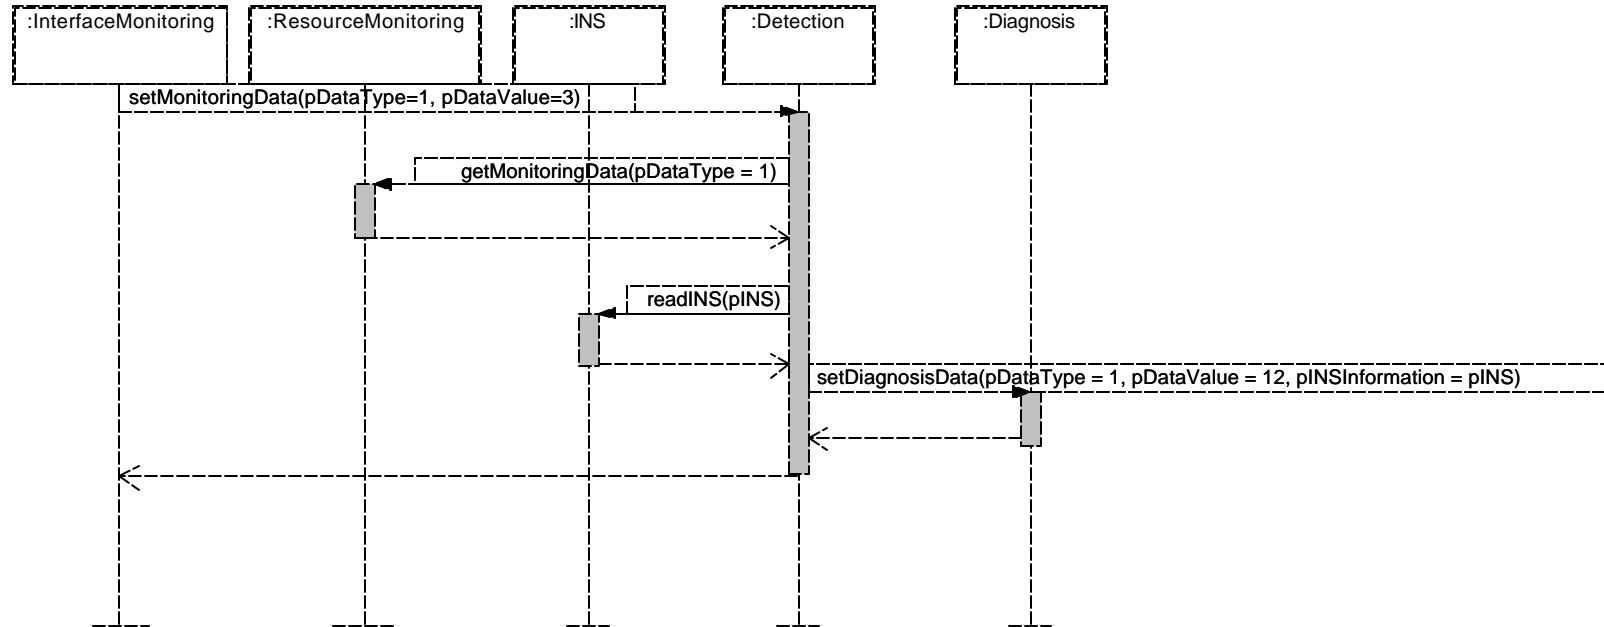 :InterfaceMonitoring
:ResourceMonitoring
:INS
:Detection
:Diagnosis
setMonitoringData(pDataType=1, pDataValue=3)
getMonitoringData(pDataType = 1)
readINS(pINS)
setDiagnosisData(pDataType = 1, pDataValue = 12, pINSInformation = pINS)